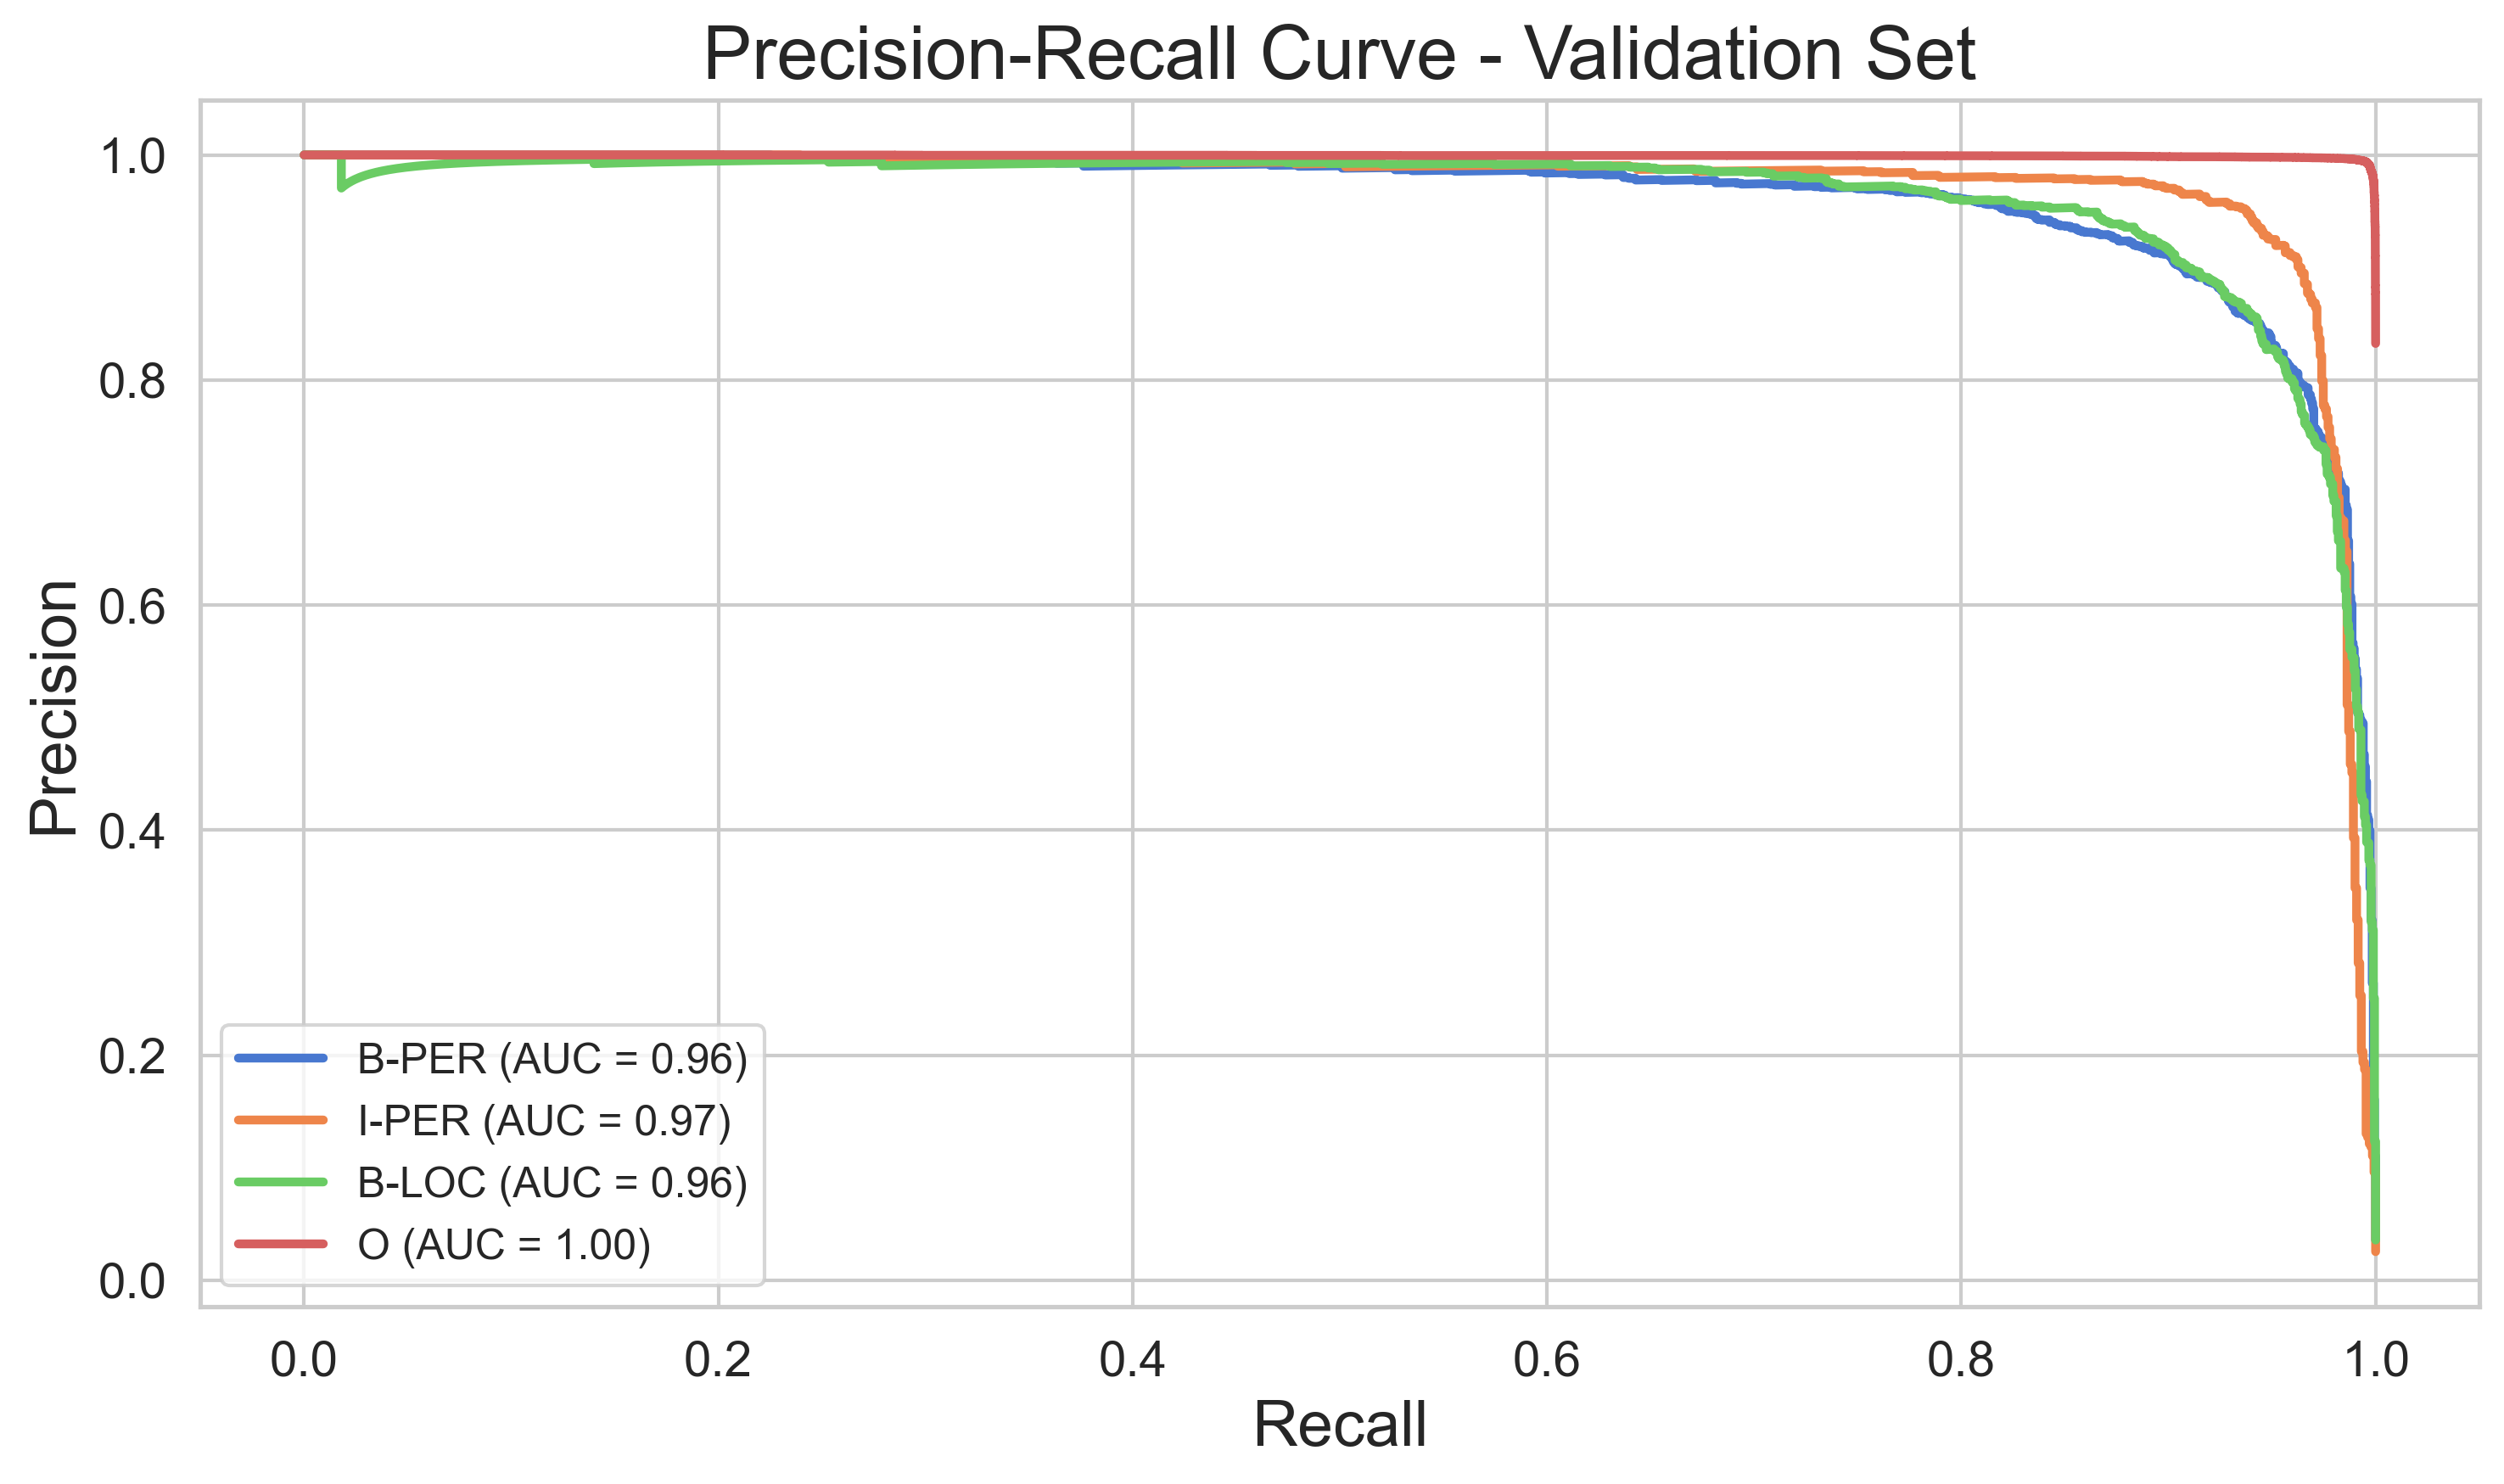 Precision-Recall Curve - Validation Set
1.0
0.8
0.6
0.4
0.2
0.0
Precision
B-PER (AUC = 0.96)
I-PER (AUC = 0.97)
B-LOC (AUC = 0.96)
O (AUC = 1.00)
0.0 0.2 0.4 0.6 0.8 1.0
Recall